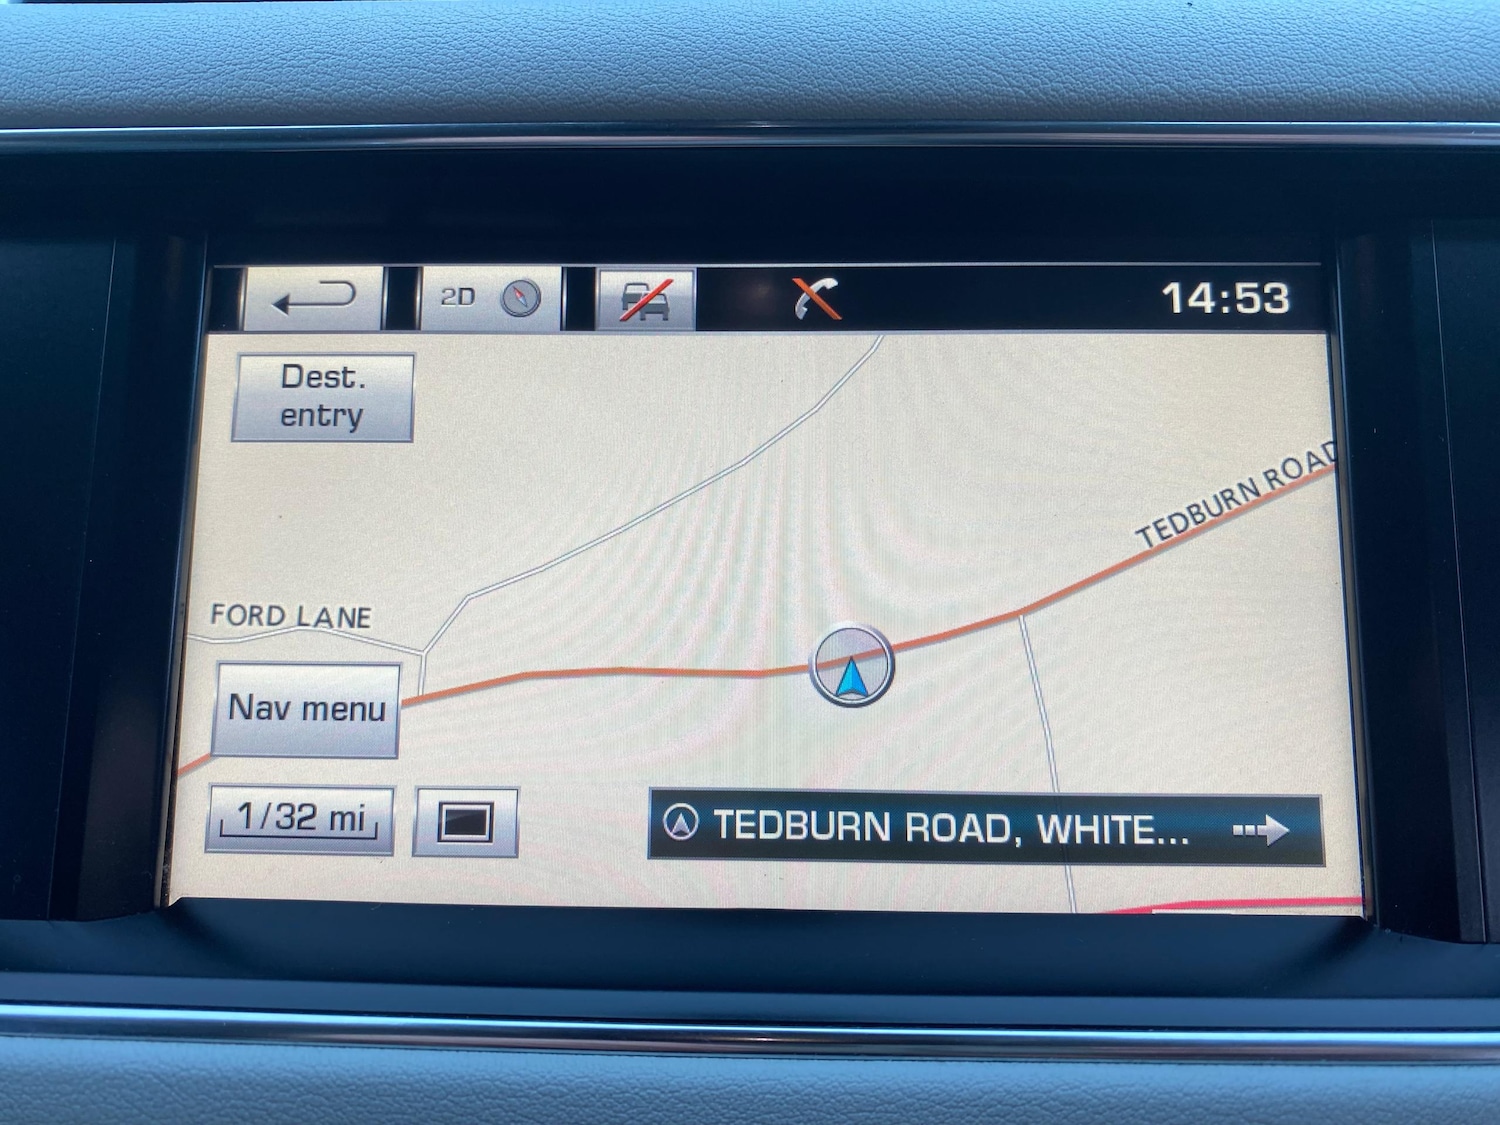 2D
14:53
Dest.
entry
TEDBURN ROAD
FORD LANE
Nav menu
1/32 mi
TEDBURN ROAD, WHITE...